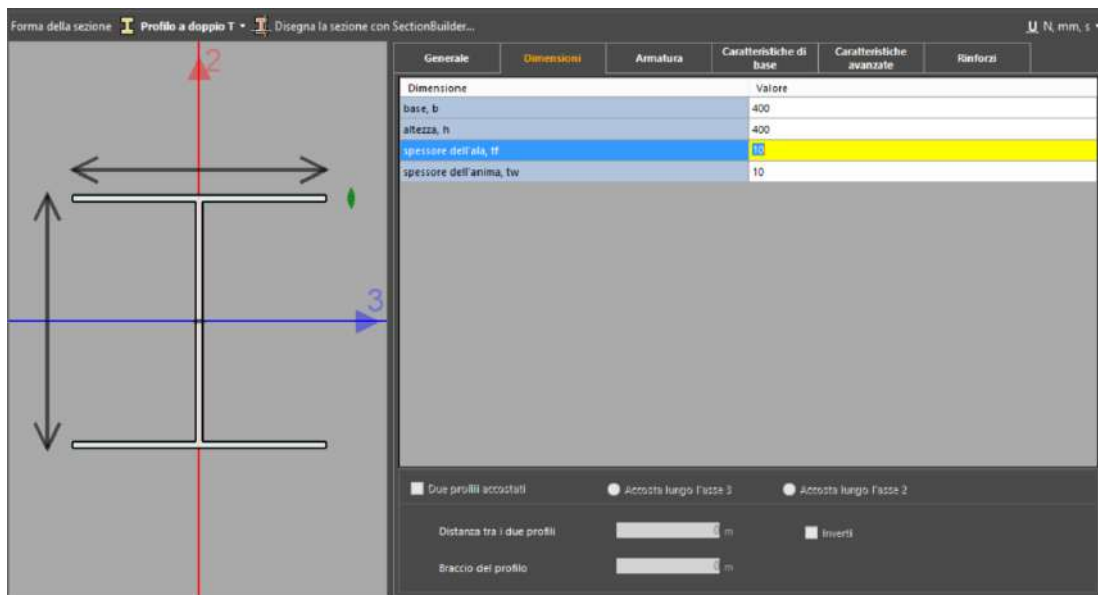 Forma della sezione Profilo a doppio T Disegna la sezione con SectionBuilder... U N, mm, s
2
3
Generale Dimensioni Armatura Caratteristiche di base Caratteristiche avanzate Rinforzi
Dimensione Valore
base, b 400
altezza, h 400
spessore dell'ala, tf 10
spessore dell'anima, tw 10
Due profili accostati Accosta lungo l'asse 3 Accosta lungo l'asse 2
Distanza tra i due profili 0 m Inverti
Braccio del profilo 0 m